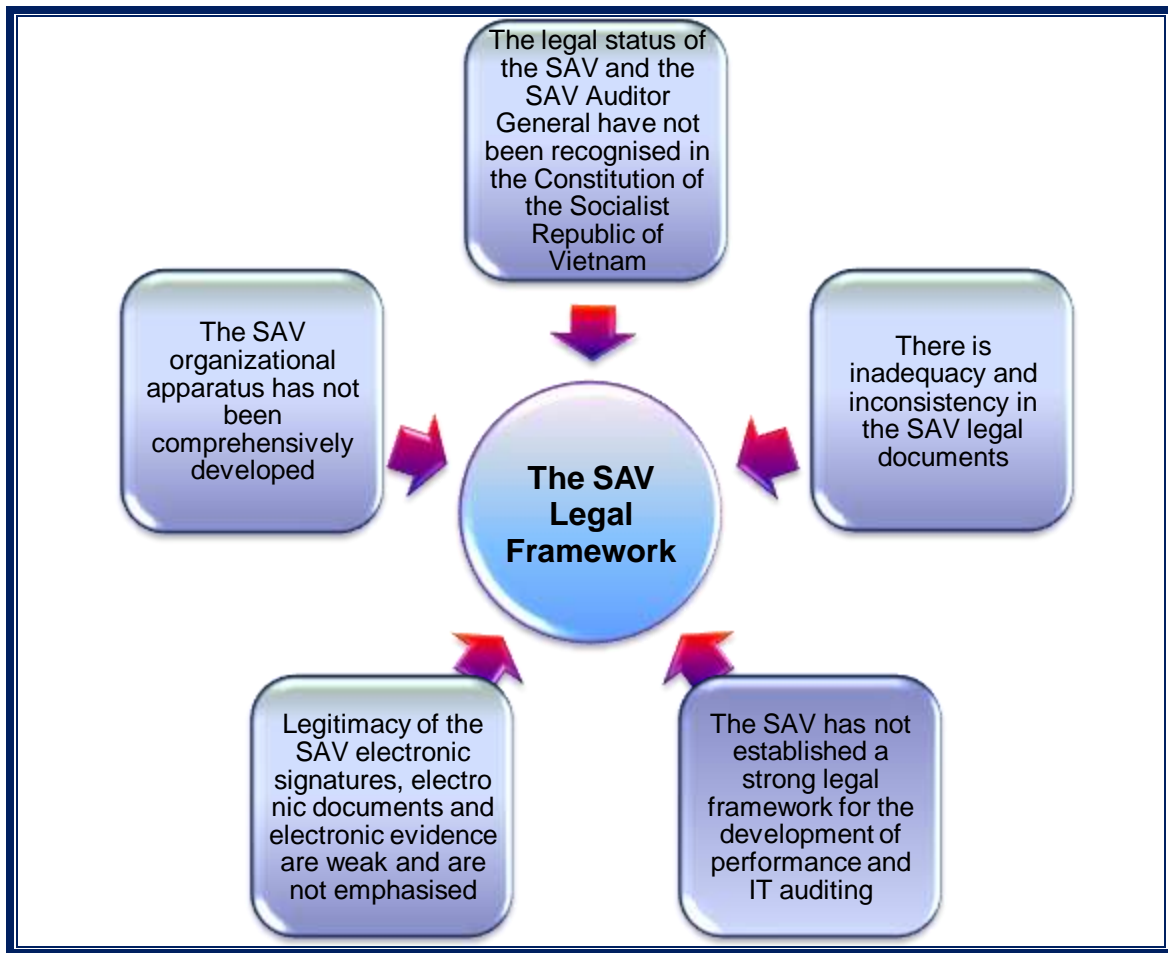 The legal status of
the SAV and the
SAV Auditor
General have not
been recognised in
the Constitution of
the Socialist
Republic of
Vietnam
The SAV
organizational
apparatus has not
been
comprehensively
developed
There is
inadequacy and
inconsistency in
the SAV legal
documents
The SAV
Legal
Framework
Legitimacy of the
SAV electronic
signatures, electro
nic documents and
electronic evidence
are weak and are
not emphasised
The SAV has not
established a
strong legal
framework for the
development of
performance and
IT auditing